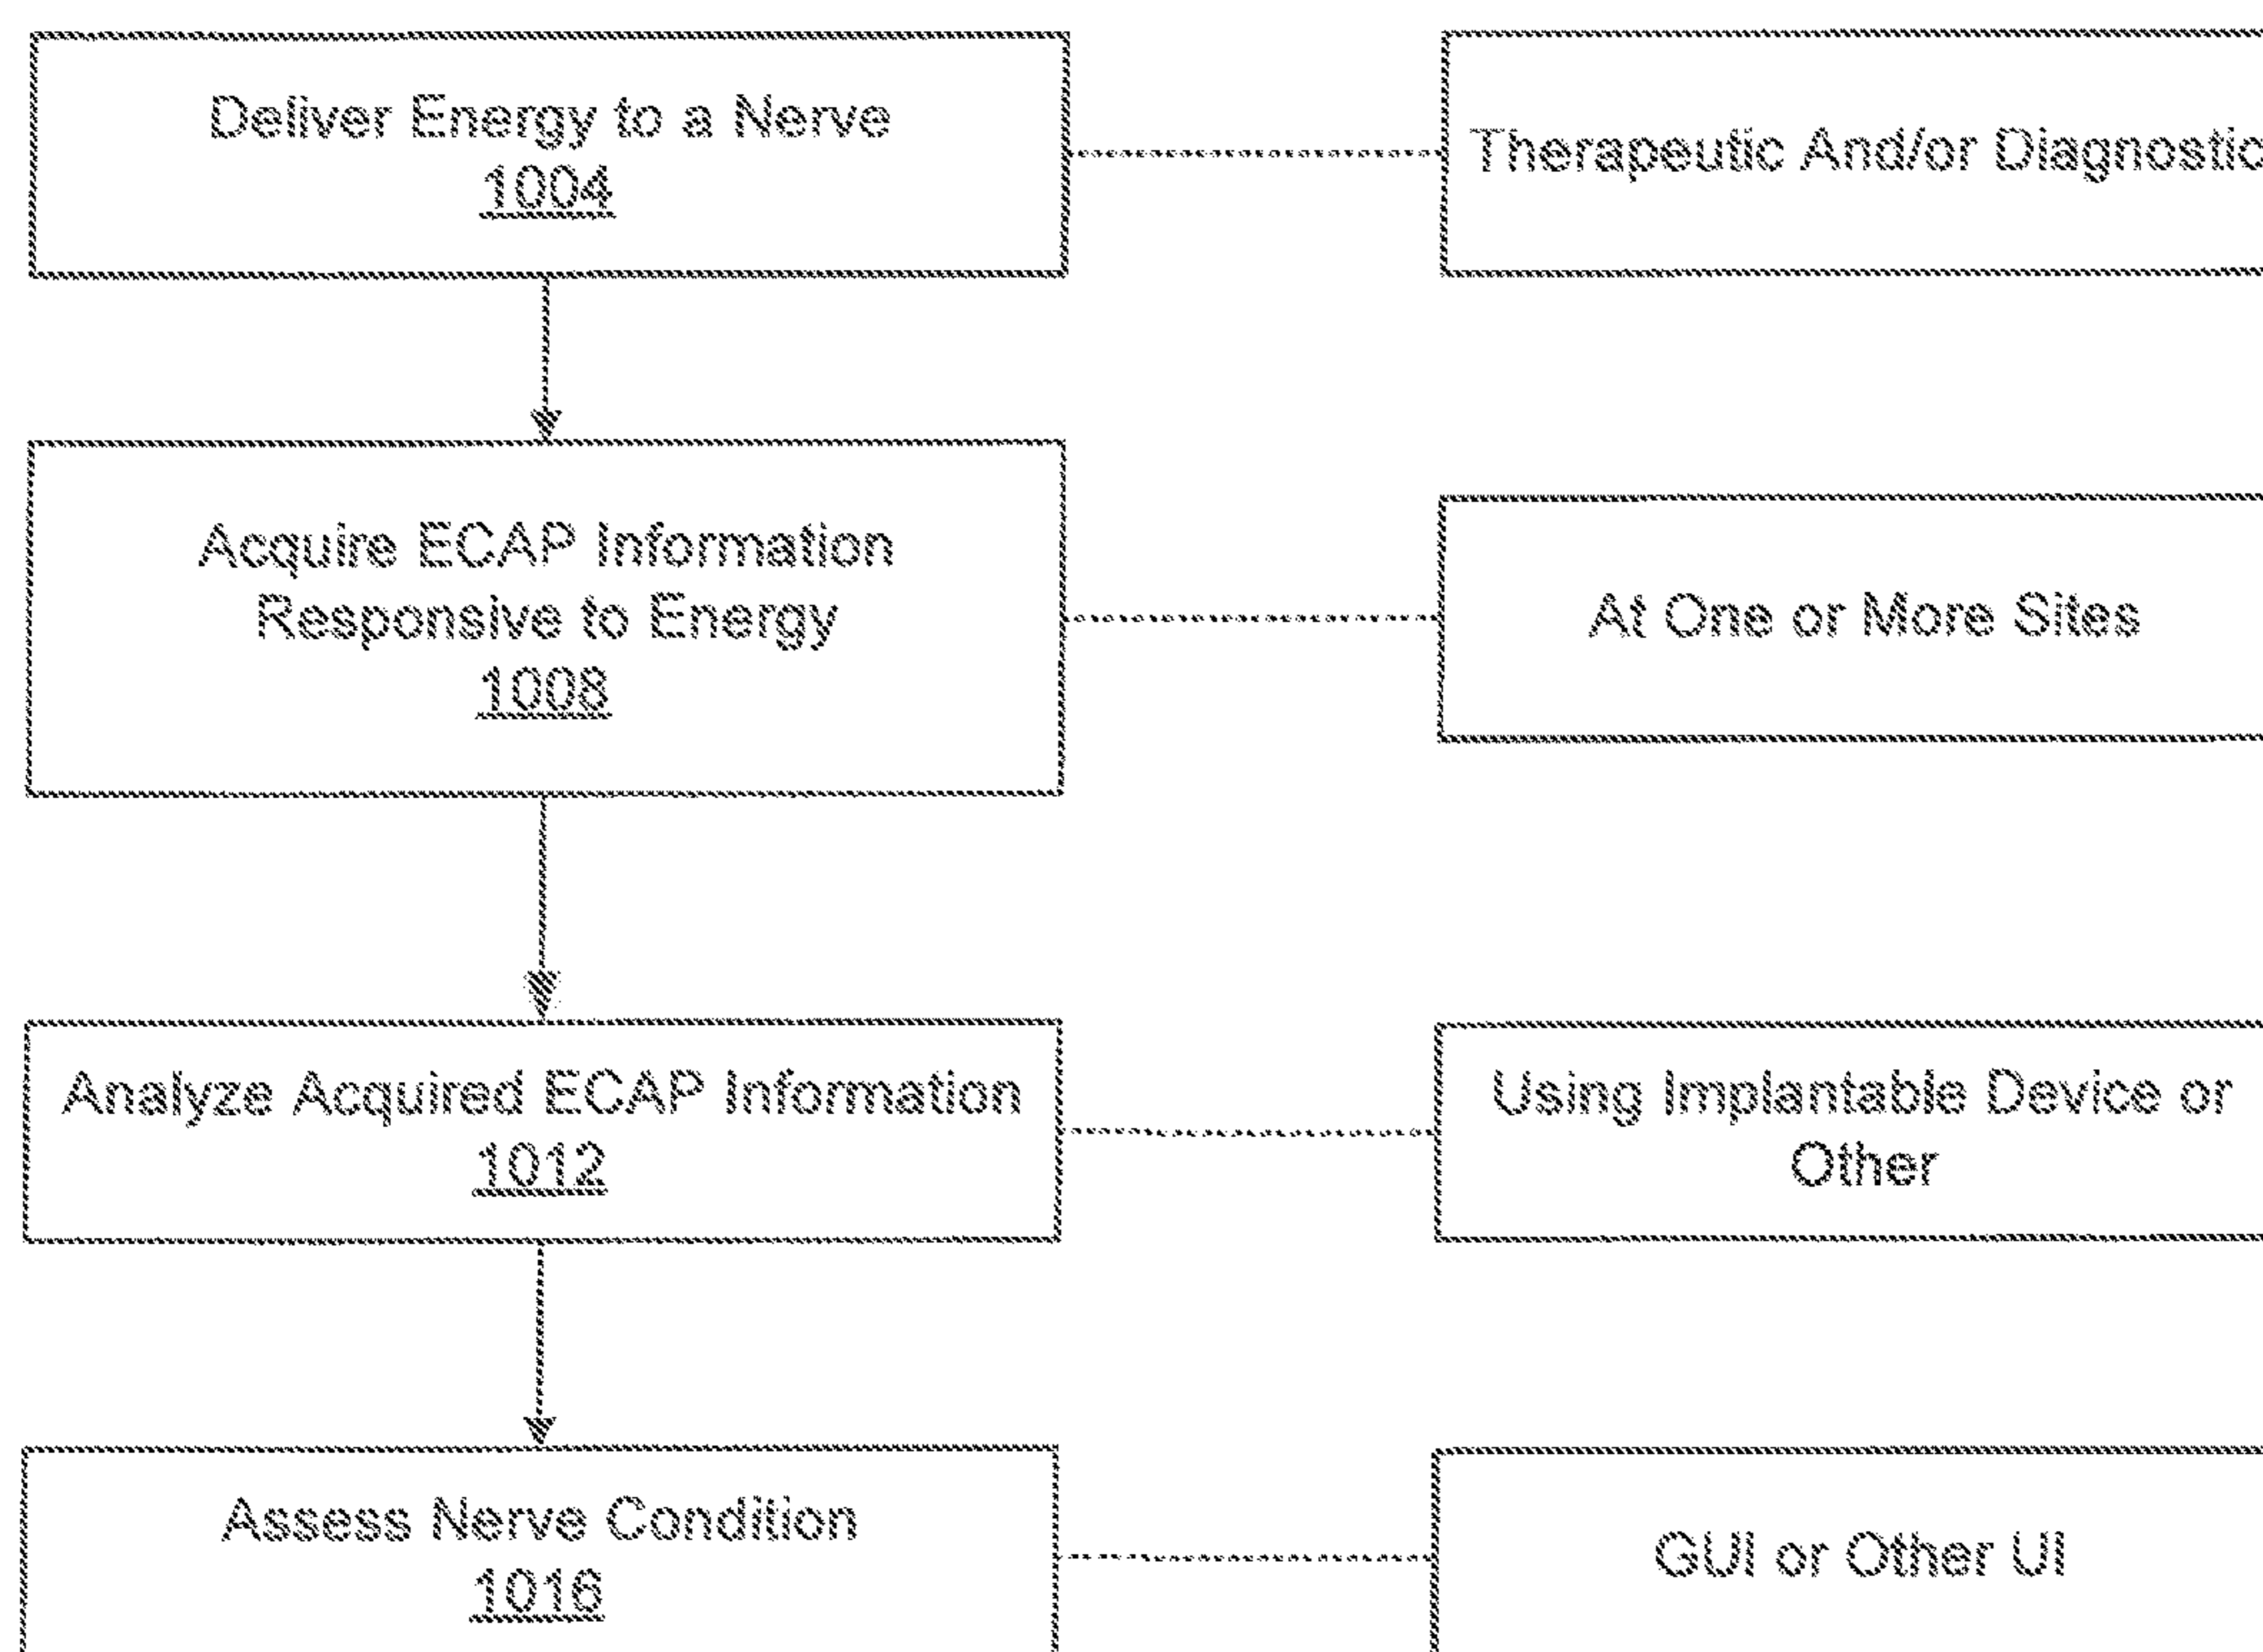 Deliver Energy to a Nerve
1004
Therapeutic And/or Diagnostic
Acquire ECAP Information
Responsive to Energy
1008
At One or More Sites
Analyze Acquired ECAP Information
1012
Using Implantable Device or
Other
Assess Nerve Condition
1016
GUI or Other UI